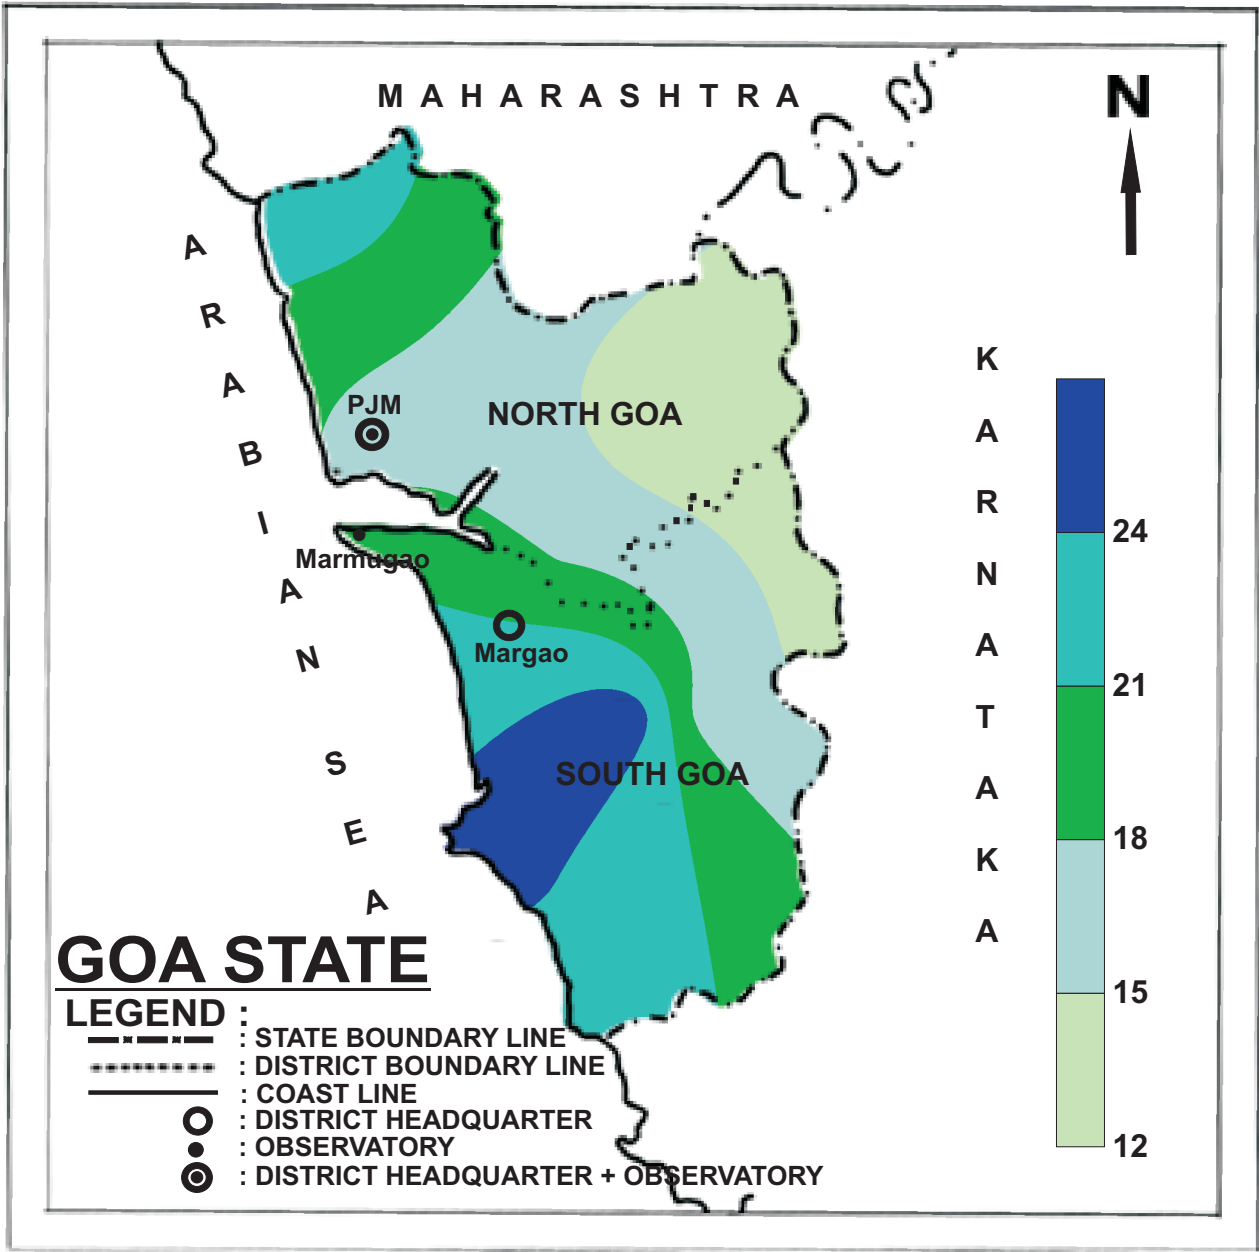 MAHARASHTRA
N
ARABIAN SEA
KARNATAKA
PJM
NORTH GOA
Marmugao
Margao
SOUTH GOA
24
21
18
15
12
GOA STATE
LEGEND :
: STATE BOUNDARY LINE
: DISTRICT BOUNDARY LINE
: COAST LINE
: DISTRICT HEADQUARTER
: OBSERVATORY
: DISTRICT HEADQUARTER + OBSERVATORY